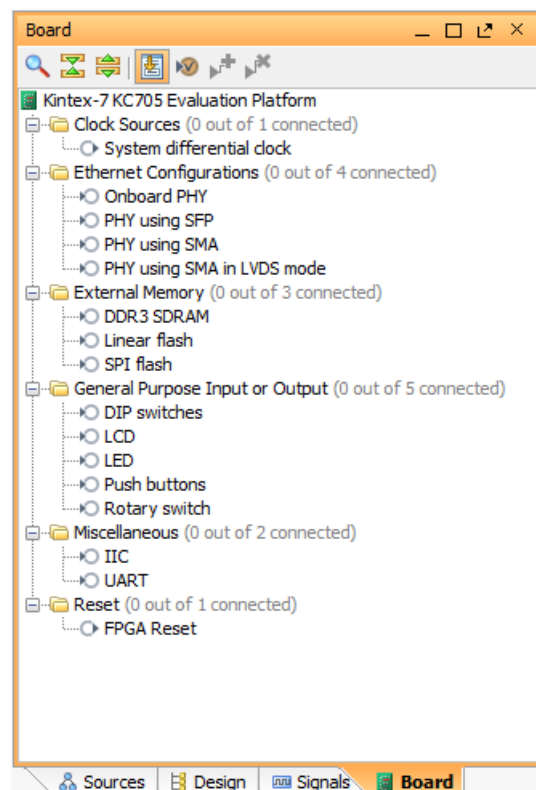 Board
Kintex-7 KC705 Evaluation Platform
Clock Sources (0 out of 1 connected)
System differential clock
Ethernet Configurations (0 out of 4 connected)
Onboard PHY
PHY using SFP
PHY using SMA
PHY using SMA in LVDS mode
External Memory (0 out of 3 connected)
DDR3 SDRAM
Linear flash
SPI flash
General Purpose Input or Output (0 out of 5 connected)
DIP switches
LCD
LED
Push buttons
Rotary switch
Miscellaneous (0 out of 2 connected)
IIC
UART
Reset (0 out of 1 connected)
FPGA Reset
Sources Design Signals Board